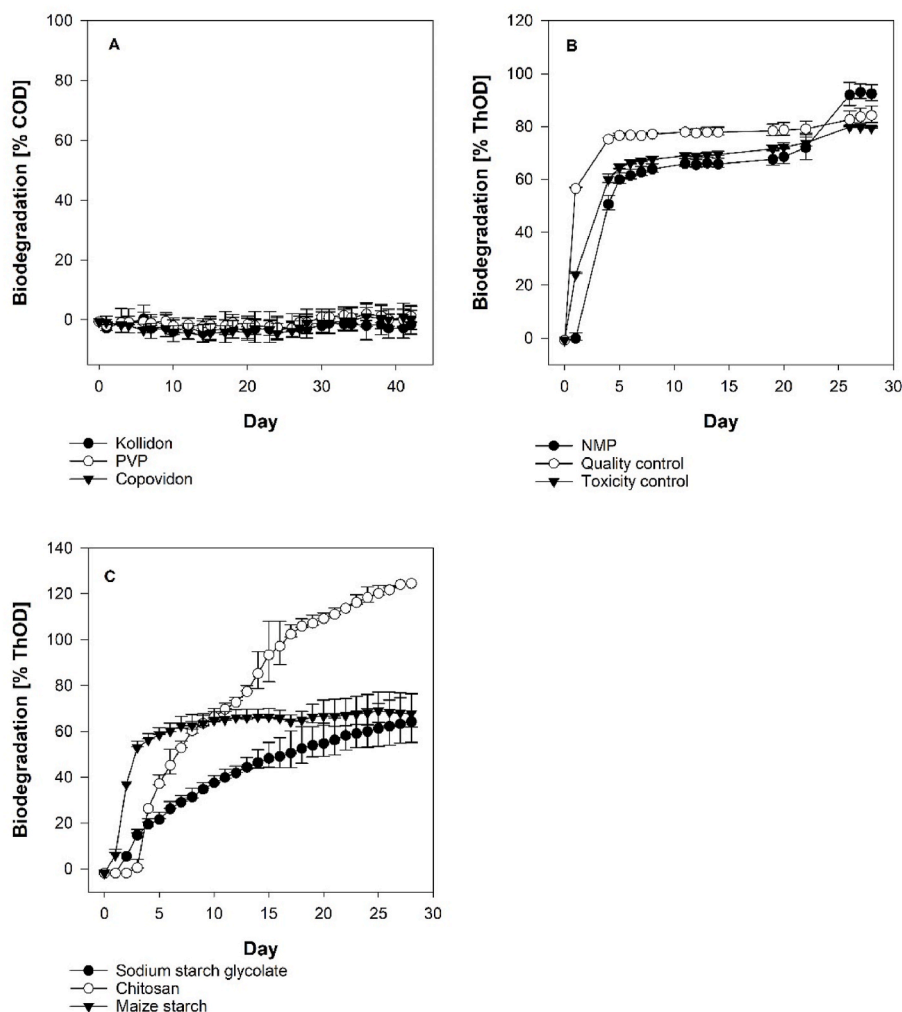 A
Biodegradation [% COD]
100
80
60
40
20
0
0
10
20
30
40
Day
Kollidon
PVP
Copovidon
B
Biodegradation [% ThOD]
120
100
80
60
40
20
0
0
5
10
15
20
25
30
Day
NMP
Quality control
Toxicity control
C
Biodegradation [% ThOD]
140
120
100
80
60
40
20
0
0
5
10
15
20
25
30
Day
Sodium starch glycolate
Chitosan
Maize starch